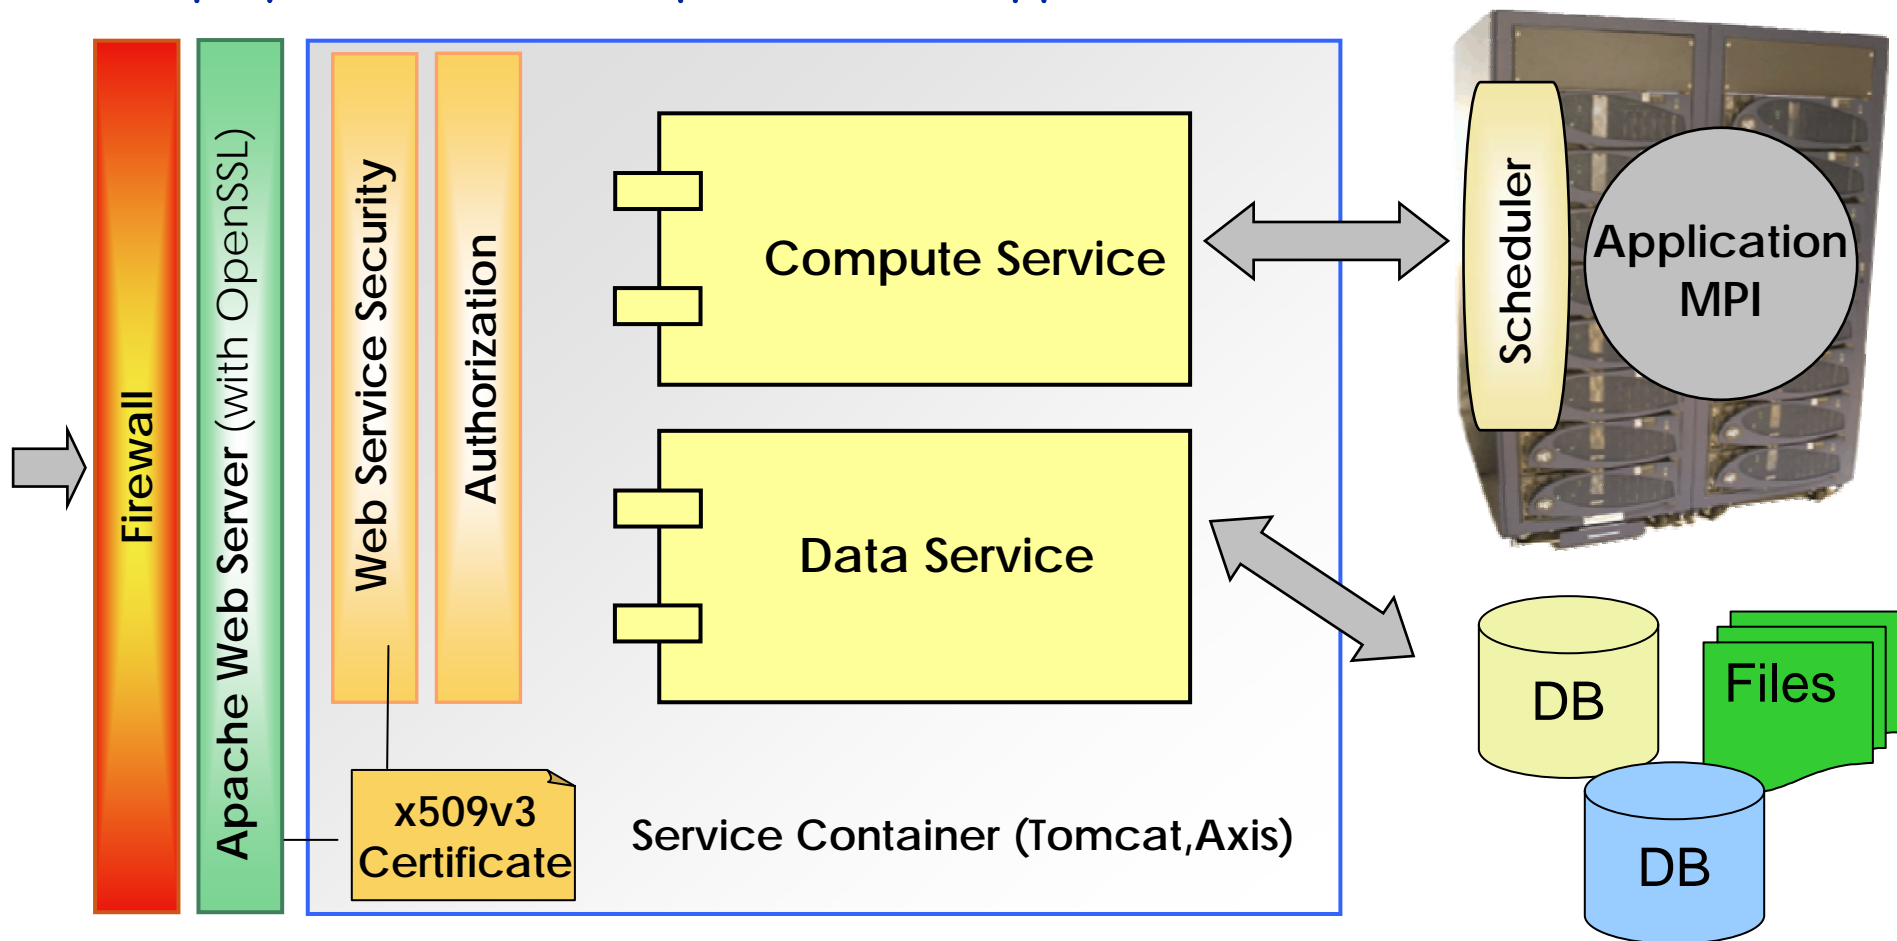 Firewall
Apache Web Server (with OpenSSL)
Web Service Security
Authorization
Compute Service
Data Service
x509v3
Certificate
Service Container (Tomcat,Axis)
Scheduler
Application
MPI
DB
Files
DB